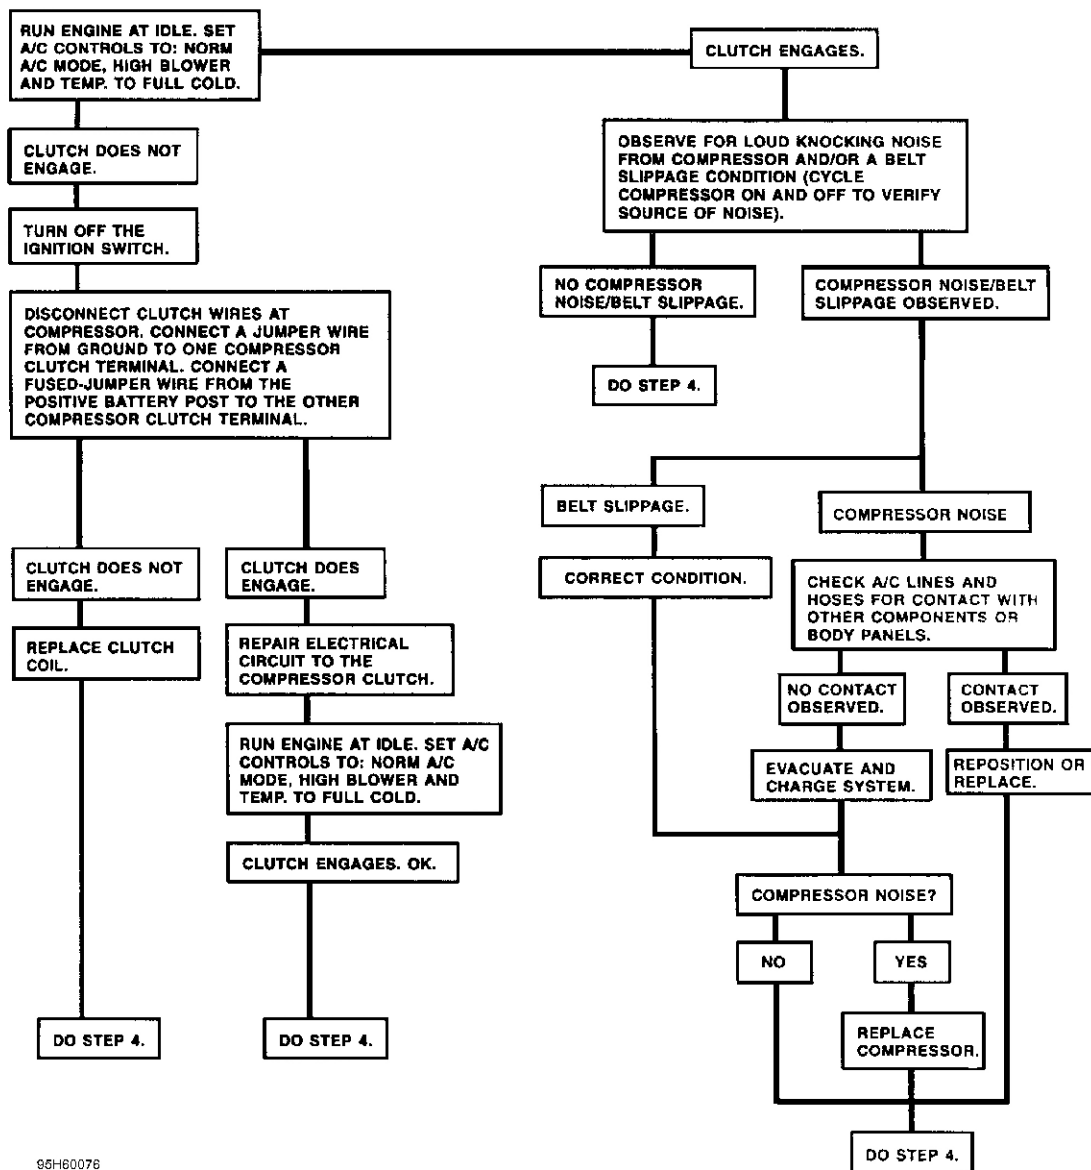 RUN ENGINE AT IDLE. SET
A/C CONTROLS TO: NORM
A/C MODE, HIGH BLOWER
AND TEMP. TO FULL COLD.
CLUTCH DOES NOT
ENGAGE.
TURN OFF THE
IGNITION SWITCH.
DISCONNECT CLUTCH WIRES AT
COMPRESSOR. CONNECT A JUMPER WIRE
FROM GROUND TO ONE COMPRESSOR
CLUTCH TERMINAL. CONNECT A
FUSED-JUMPER WIRE FROM THE
POSITIVE BATTERY POST TO THE OTHER
COMPRESSOR CLUTCH TERMINAL.
CLUTCH DOES NOT
ENGAGE.
REPLACE CLUTCH
COIL.
DO STEP 4.
CLUTCH DOES
ENGAGE.
REPAIR ELECTRICAL
CIRCUIT TO THE
COMPRESSOR CLUTCH.
RUN ENGINE AT IDLE. SET A/C
CONTROLS TO: NORM A/C
MODE, HIGH BLOWER AND
TEMP. TO FULL COLD.
CLUTCH ENGAGES. OK.
DO STEP 4.
CLUTCH ENGAGES.
OBSERVE FOR LOUD KNOCKING NOISE
FROM COMPRESSOR AND/OR A BELT
SLIPPAGE CONDITION (CYCLE
COMPRESSOR ON AND OFF TO VERIFY
SOURCE OF NOISE).
NO COMPRESSOR
NOISE/BELT SLIPPAGE.
DO STEP 4.
COMPRESSOR NOISE/BELT
SLIPPAGE OBSERVED.
BELT SLIPPAGE.
CORRECT CONDITION.
COMPRESSOR NOISE
CHECK A/C LINES AND
HOSES FOR CONTACT WITH
OTHER COMPONENTS OR
BODY PANELS.
NO CONTACT
OBSERVED.
EVACUATE AND
CHARGE SYSTEM.
CONTACT
OBSERVED.
REPOSITION OR
REPLACE.
COMPRESSOR NOISE?
NO
YES
REPLACE
COMPRESSOR.
DO STEP 4.
95H60076